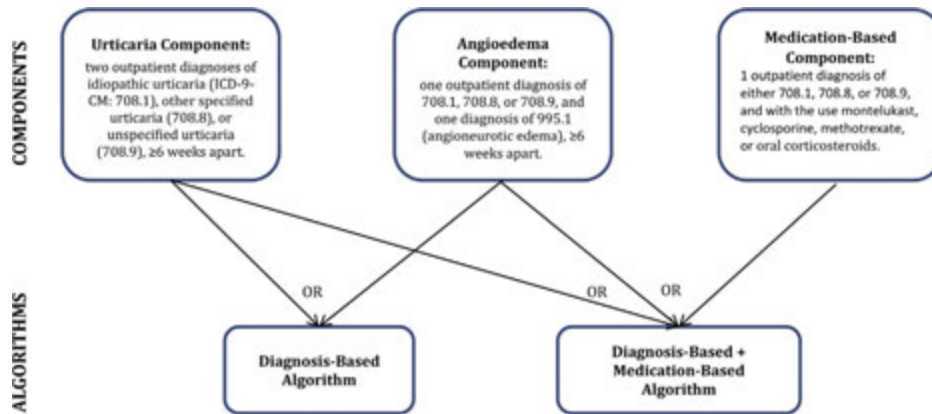 COMPONENTS
Urticaria Component:
two outpatient diagnoses of
idiopathic urticaria (ICD-9-
CM: 708.1), other specified
urticaria (708.8), or
unspecified urticaria
(708.9), ≥6 weeks apart.
Angioedema
Component:
one outpatient diagnosis of
708.1, 708.8, or 708.9, and
one diagnosis of 995.1
(angioneurotic edema), ≥6
weeks apart.
Medication-Based
Component:
1 outpatient diagnosis of
either 708.1, 708.8, or 708.9,
and with the use montelukast,
cyclosporine, methotrexate,
or oral corticosteroids.
ALGORITHMS
OR
OR
OR
Diagnosis-Based
Algorithm
Diagnosis-Based +
Medication-Based
Algorithm